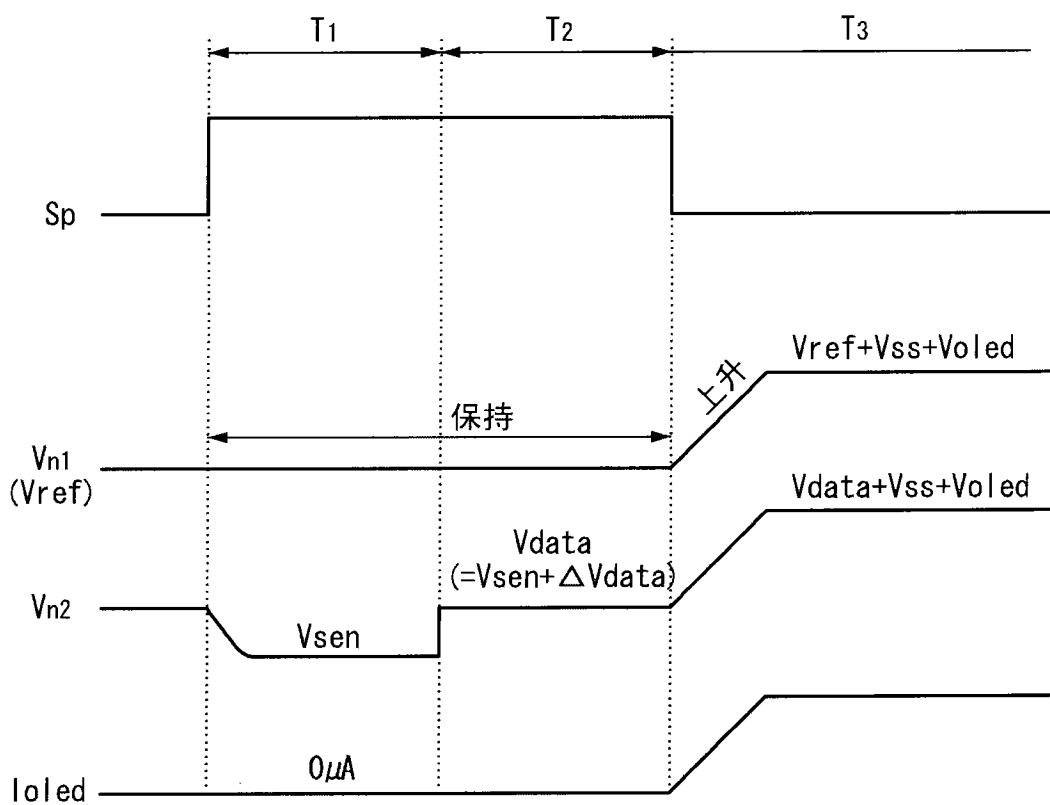 T1
T2
T3
Sp
Vref+Vss+Voled
上升
保持
Vn1
(Vref)
Vdata+Vss+Voled
Vdata
(=Vsen+△Vdata)
Vn2
Vsen
0μA
Ioled